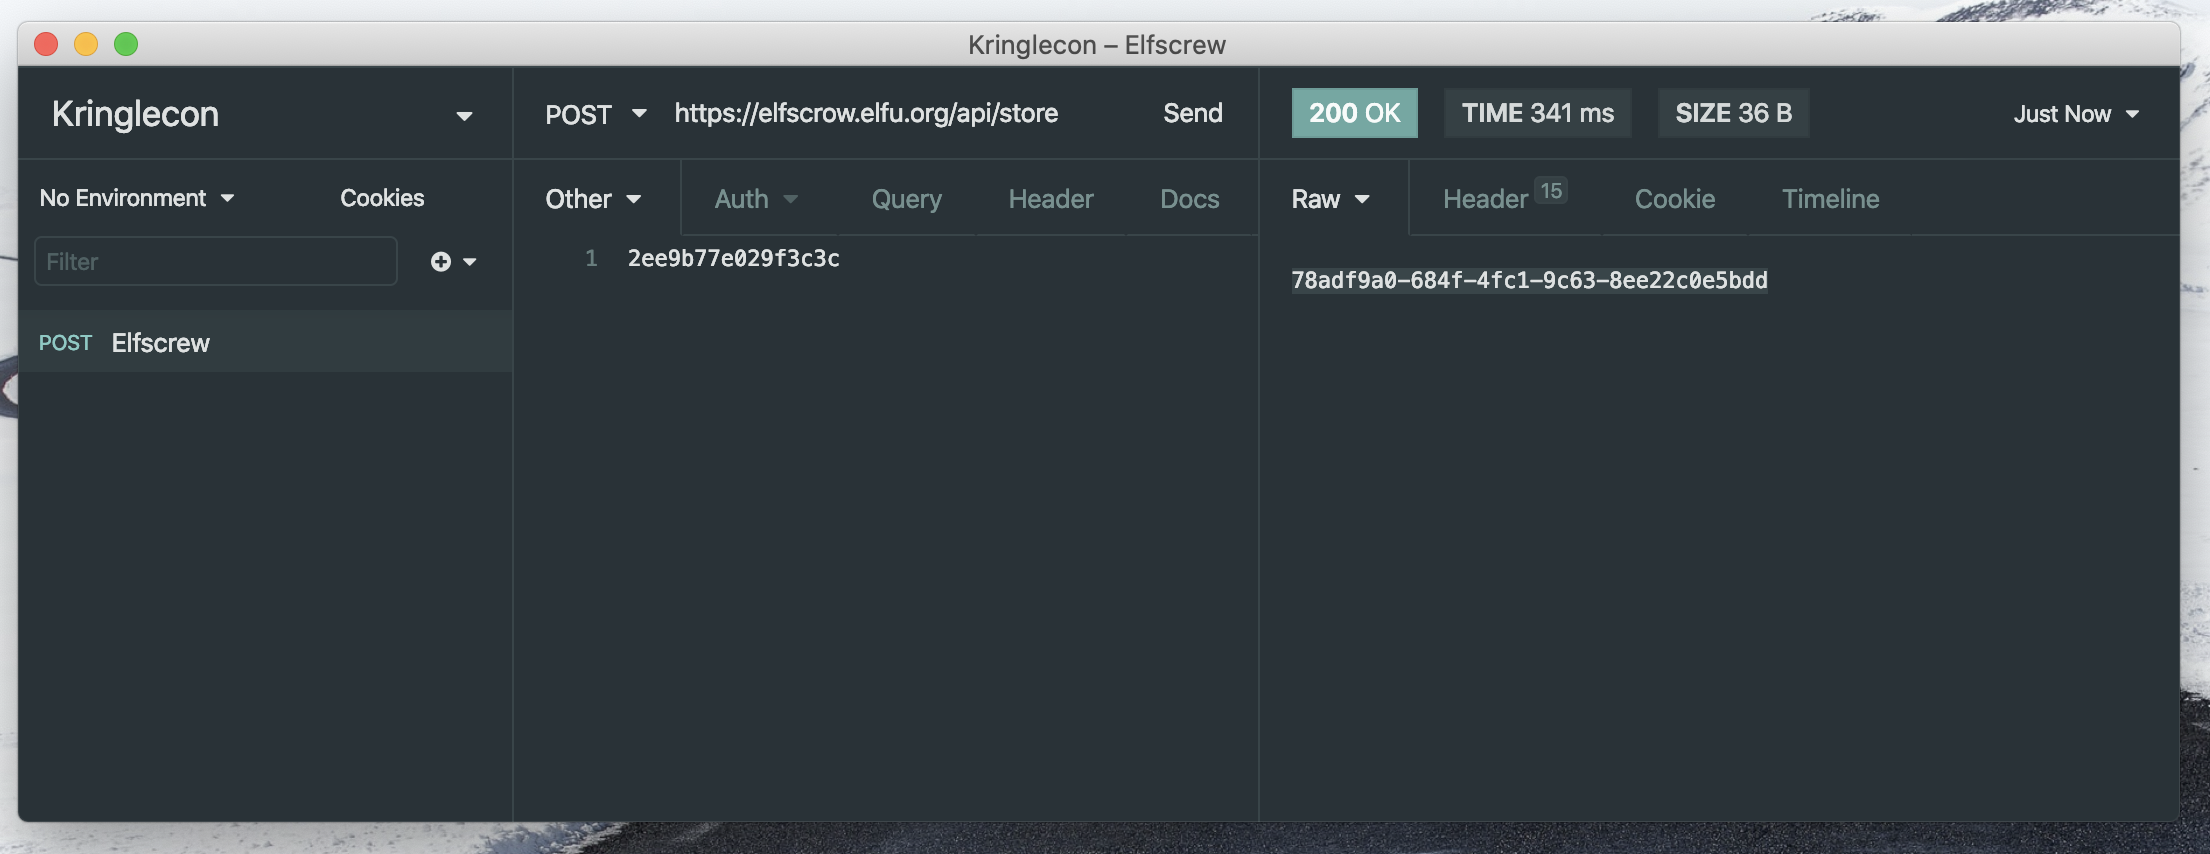 Kringlecon – Elfscrew
Kringlecon
POST https://elfscrow.elfu.org/api/store Send
200 OK TIME 341 ms SIZE 36 B Just Now
No Environment Cookies
Other Auth Query Header Docs
Raw Header 15 Cookie Timeline
Filter
1 2ee9b77e029f3c3c
78adf9a0-684f-4fc1-9c63-8ee22c0e5bdd
POST Elfscrew